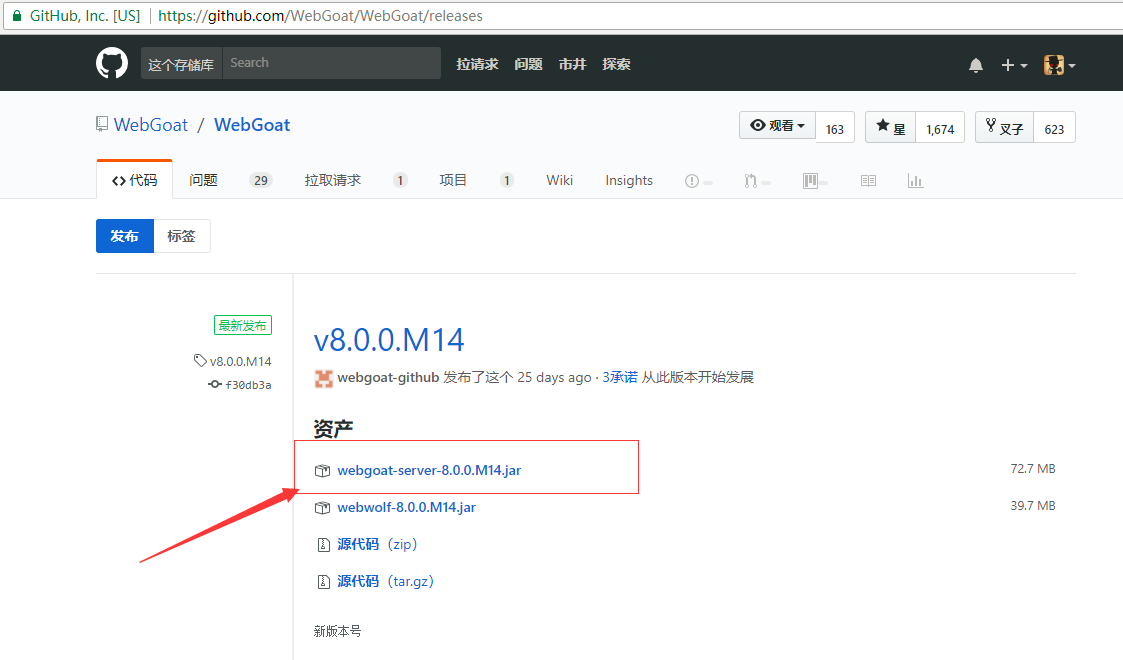 GitHub, Inc. [US] https://github.com/WebGoat/WebGoat/releases
这个存储库 Search 拉请求 问题 市井 探索
WebGoat / WebGoat
观看 163 星 1,674 叉子 623
代码 问题 29 拉取请求 1 项目 1 Wiki Insights
发布 标签
最新发布
v8.0.0.M14
f30db3a
v8.0.0.M14
webgoat-github 发布了这个 25 days ago · 3承诺 从此版本开始发展
资产
webgoat-server-8.0.0.M14.jar 72.7 MB
webwolf-8.0.0.M14.jar 39.7 MB
源代码（zip）
源代码（tar.gz）
新版本号